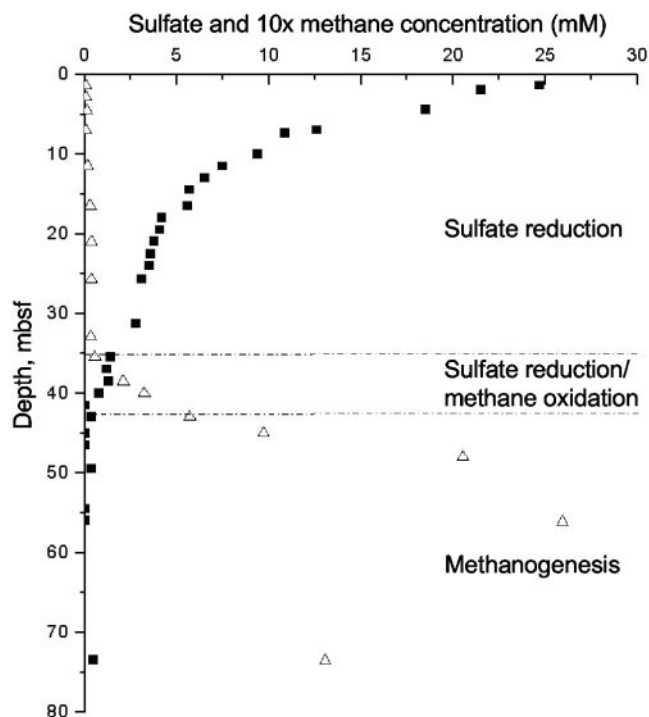 Sulfate and 10x methane concentration (mM)
0 5 10 15 20 25 30
0
10
20
30
40
50
60
70
80
Depth, mbsf
Sulfate reduction
Sulfate reduction/
methane oxidation
Methanogenesis